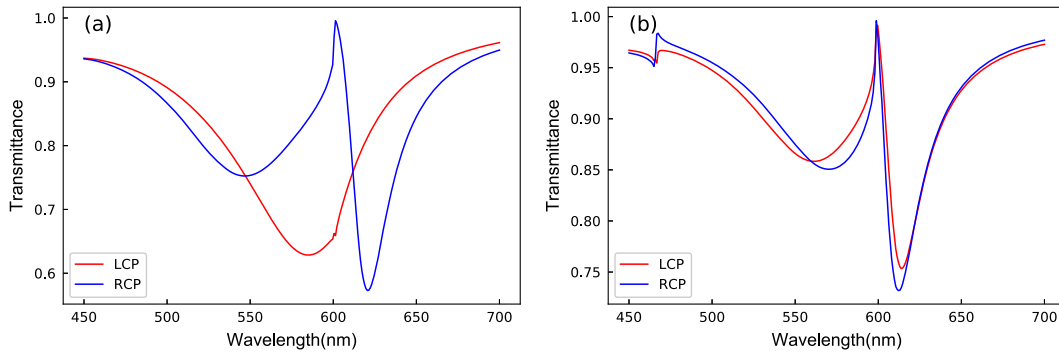 (a)
1.0
0.9
0.8
0.7
0.6
Transmittance
LCP
RCP
450 500 550 600 650 700
Wavelength(nm)
(b)
1.00
0.95
0.90
0.85
0.80
0.75
Transmittance
LCP
RCP
450 500 550 600 650 700
Wavelength(nm)